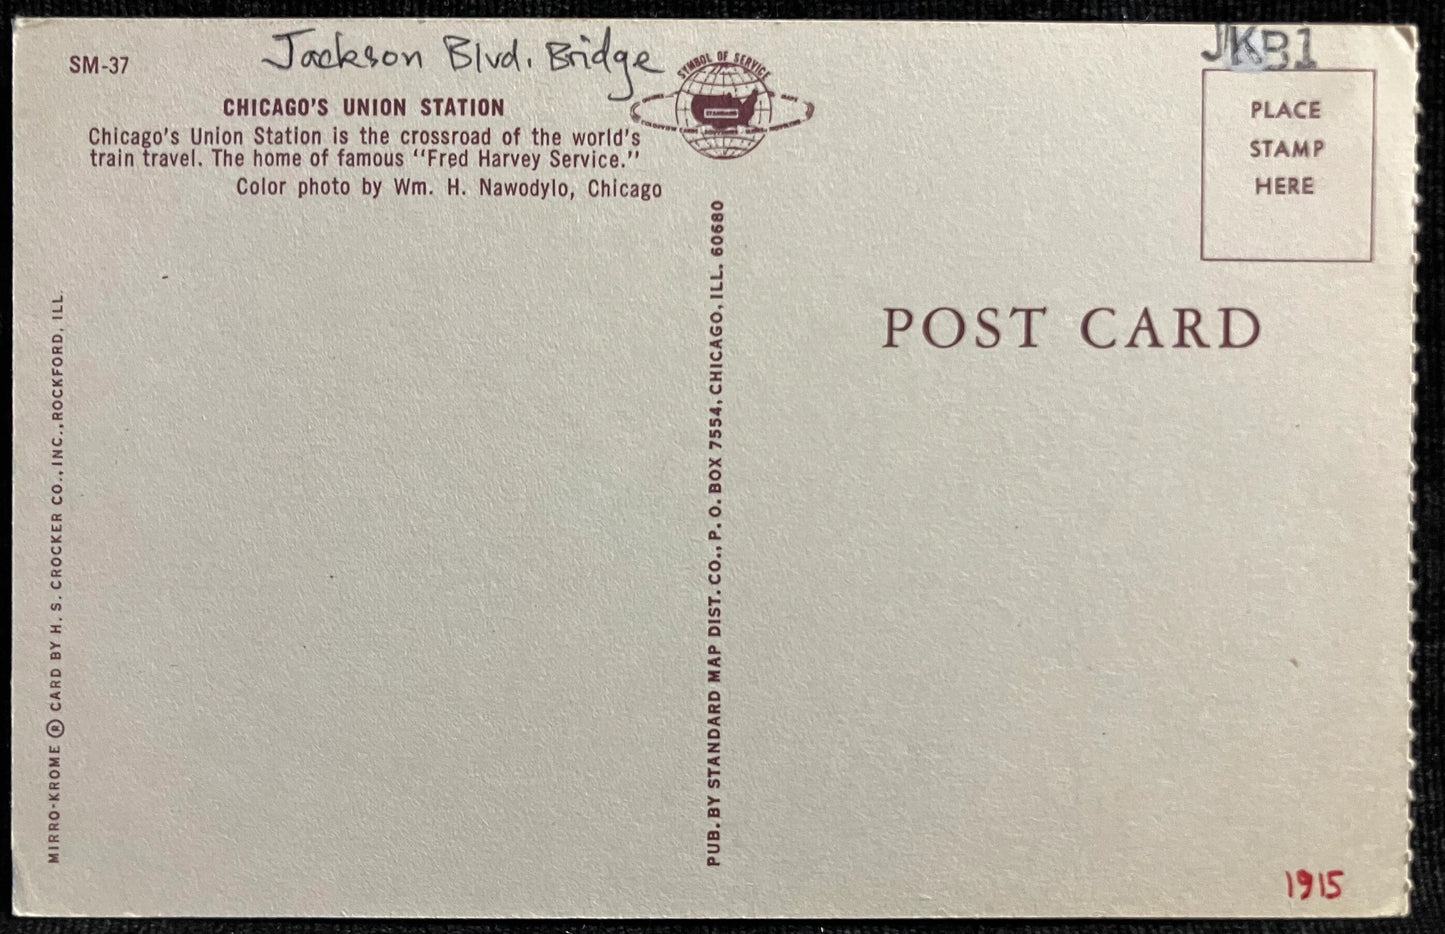 SM-37
Jackson Blvd. Bridge
CHICAGO'S UNION STATION
Chicago's Union Station is the crossroad of the world's
train travel. The home of famous "Fred Harvey Service."
Color photo by Wm. H. Nawodylo, Chicago
SYMBOL OF SERVICE
STANDARD
JKB1
PLACE
STAMP
HERE
POST CARD
MIRRO-KROME ® CARD BY H. S. CROCKER CO., INC., ROCKFORD, ILL.
PUB. BY STANDARD MAP DIST. CO., P. O. BOX 7554, CHICAGO, ILL. 60680
1915